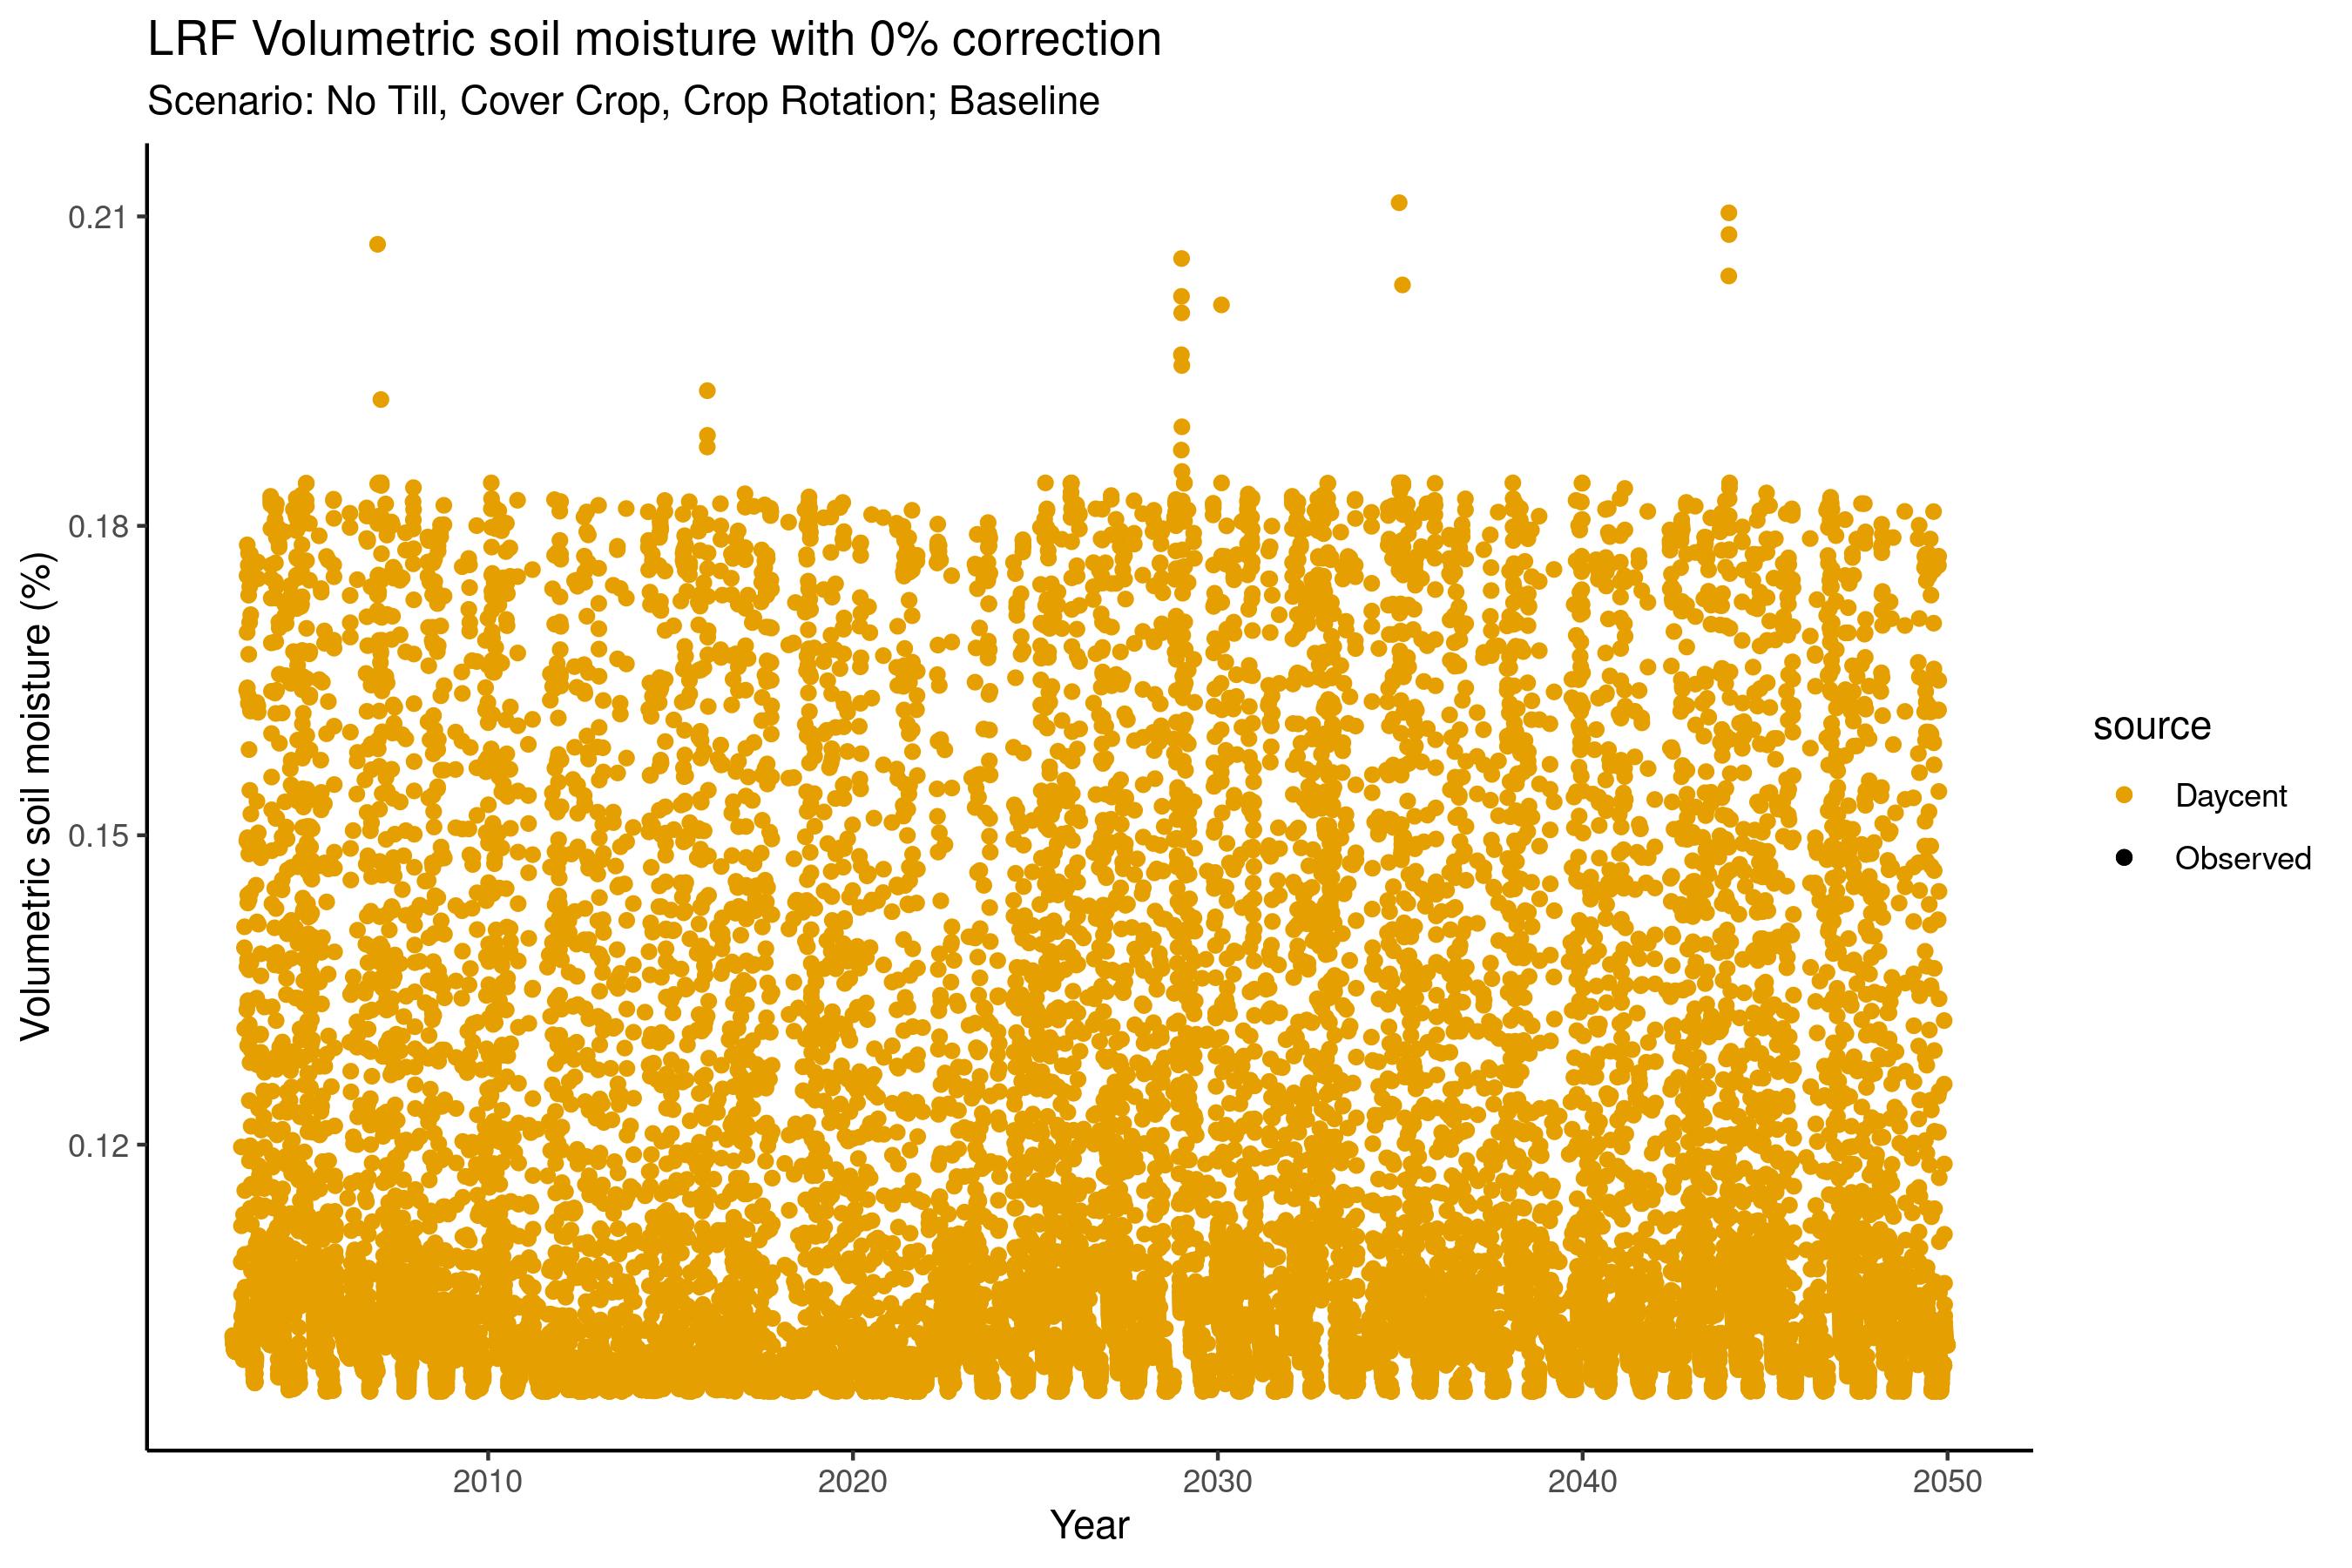 LRF Volumetric soil moisture with 0% correction
Scenario: No Till, Cover Crop, Crop Rotation; Baseline
Volumetric soil moisture (%)
0.21
0.18
0.15
0.12
2010
2020
2030
2040
2050
Year
source
Daycent
Observed